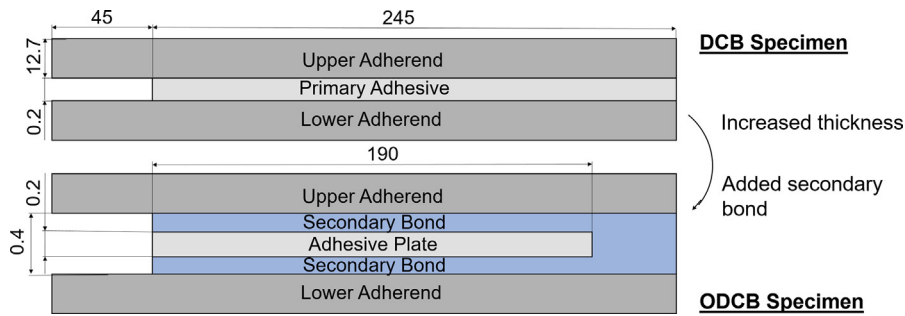 45
245
DCB Specimen
12.7
Upper Adherend
Primary Adhesive
0.2
Lower Adherend
Increased thickness
190
0.2
Upper Adherend
Added secondary
bond
Secondary Bond
0.4
Adhesive Plate
Secondary Bond
Lower Adherend
ODCB Specimen